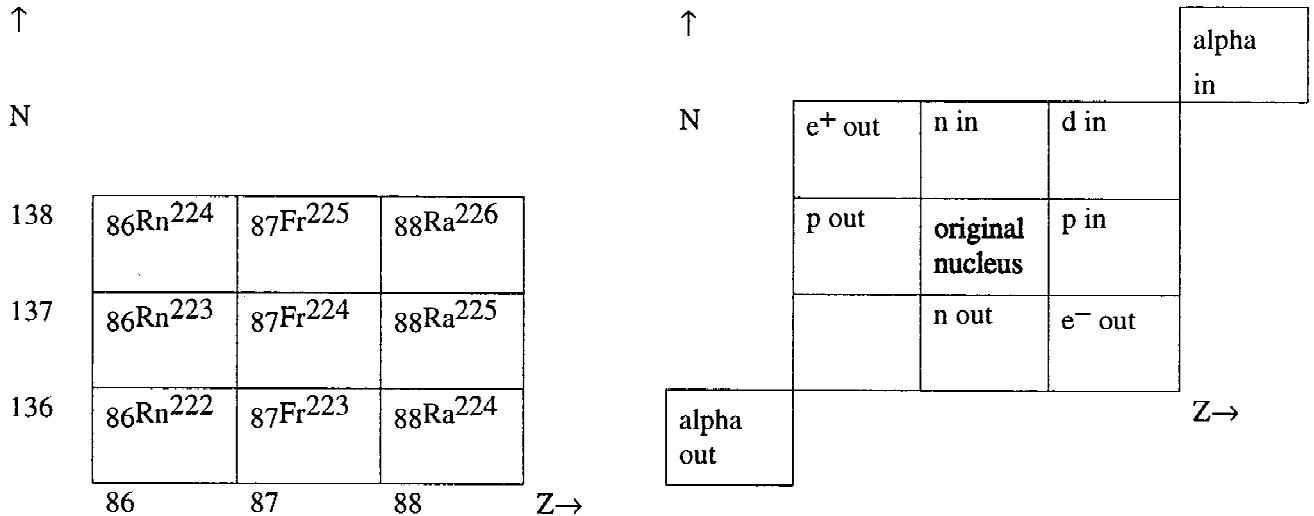 ↑
N
138
₈₆Rn²²⁴ ₈₇Fr²²⁵ ₈₈Ra²²⁶
137
₈₆Rn²²³ ₈₇Fr²²⁴ ₈₈Ra²²⁵
136
₈₆Rn²²² ₈₇Fr²²³ ₈₈Ra²²⁴
86 87 88 Z→
↑
alpha
in
N
e⁺ out
n in
d in
p out
original
nucleus
p in
n out
e⁻ out
alpha
out
Z→